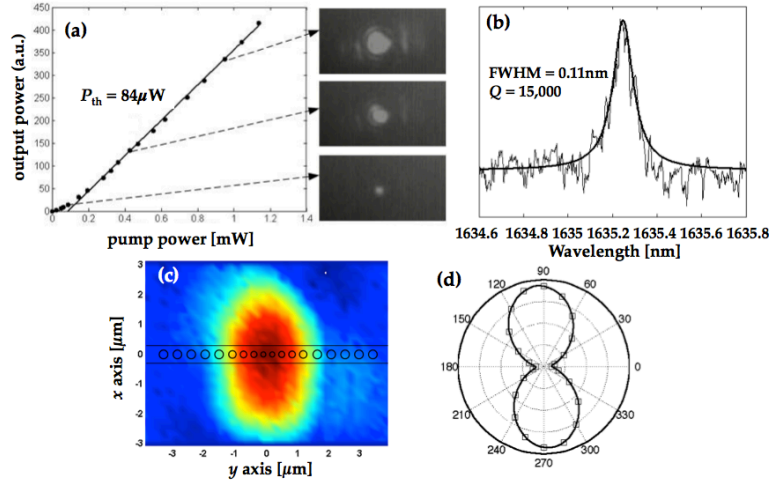 (a)
output power (a.u.)
450
400
350
300
250
200
150
100
50
0
P_th = 84µW
0 0.2 0.4 0.6 0.8 1 1.2 1.4
pump power [mW]
(b)
FWHM = 0.11nm
Q = 15,000
1634.6 1634.8 1635 1635.2 1635.4 1635.6 1635.8
Wavelength [nm]
(c)
x axis [µm]
3
2
1
0
-1
-2
-3
-3 -2 -1 0 1 2 3
y axis [µm]
(d)
90
120 60
150 30
180 0
210 330
240 300
270